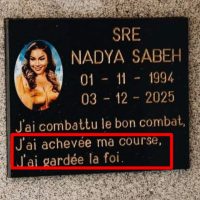 SRE
NADYA SABEH
01 - 11 - 1994
03 - 12 - 2025
J'ai combattu le bon combat,
J'ai achevée ma course,
J'ai gardée la foi.